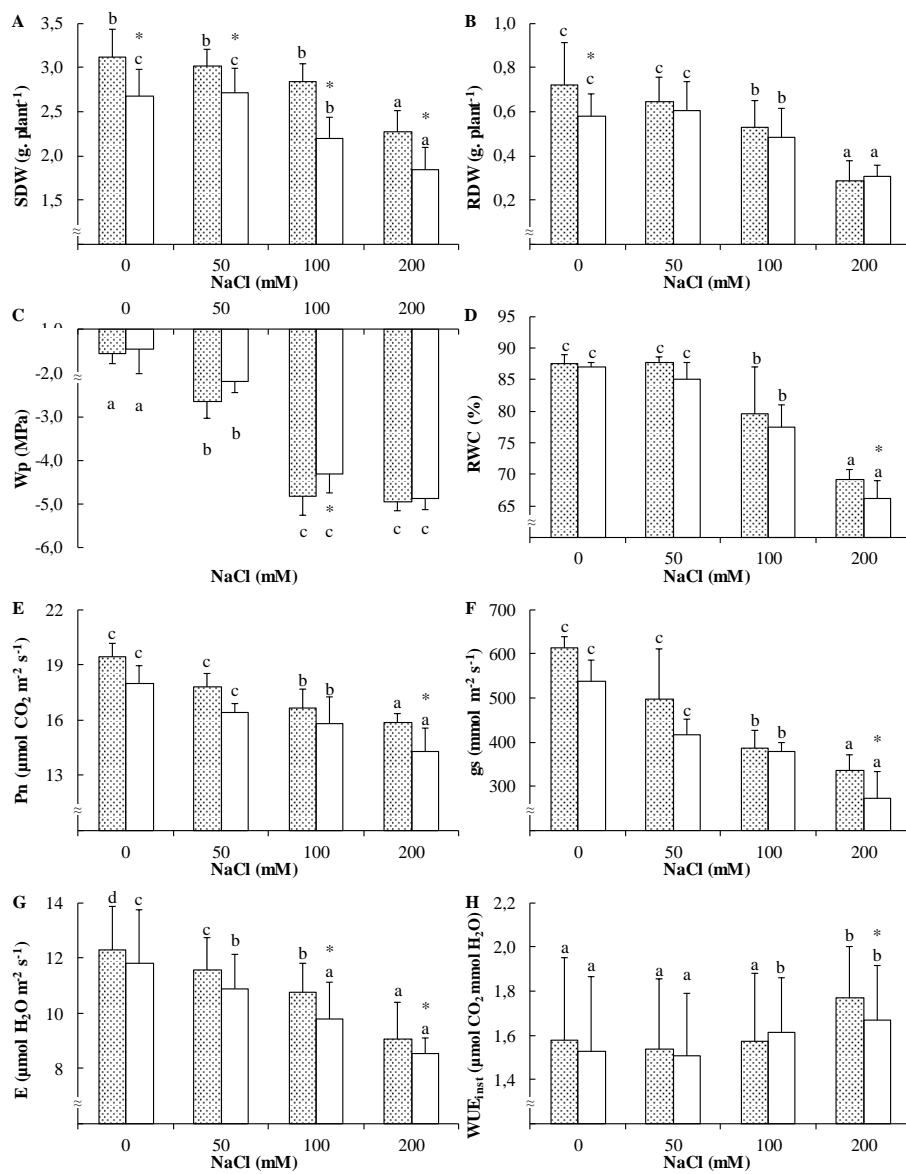 A
SDW (g. plant-1)
3,5
3,0
2,5
2,0
1,5
b
*
c
b
*
c
b
*
b
a
*
a
0 50 100 200
NaCl (mM)
B
RDW (g. plant-1)
1,0
0,8
0,6
0,4
0,2
c
*
c
c c
b b
a a
0 50 100 200
NaCl (mM)
C
Wp (MPa)
0 50 100 200
1,0
-2,0
-3,0
-4,0
-5,0
-6,0
a a
b b
c
*
c
c c
NaCl (mM)
D
RWC (%)
90
85
80
75
70
65
c c
c c
b b
a
*
a
0 50 100 200
NaCl (mM)
E
Pn (µmol CO₂ m⁻² s⁻¹)
22
19
16
13
c c
c c
b b
a
*
a
0 50 100 200
NaCl (mM)
F
gs (mmol m⁻² s⁻¹)
700
600
500
400
300
c c
c c
b b
a
*
a
0 50 100 200
NaCl (mM)
G
E (µmol H₂O m⁻² s⁻¹)
14
12
10
8
d c
c b
b
*
a
a
*
a
0 50 100 200
NaCl (mM)
H
WUEinst (µmol CO₂ mmol H₂O)
2,2
2,0
1,8
1,6
1,4
a a
a a
a b
b
*
b
0 50 100 200
NaCl (mM)